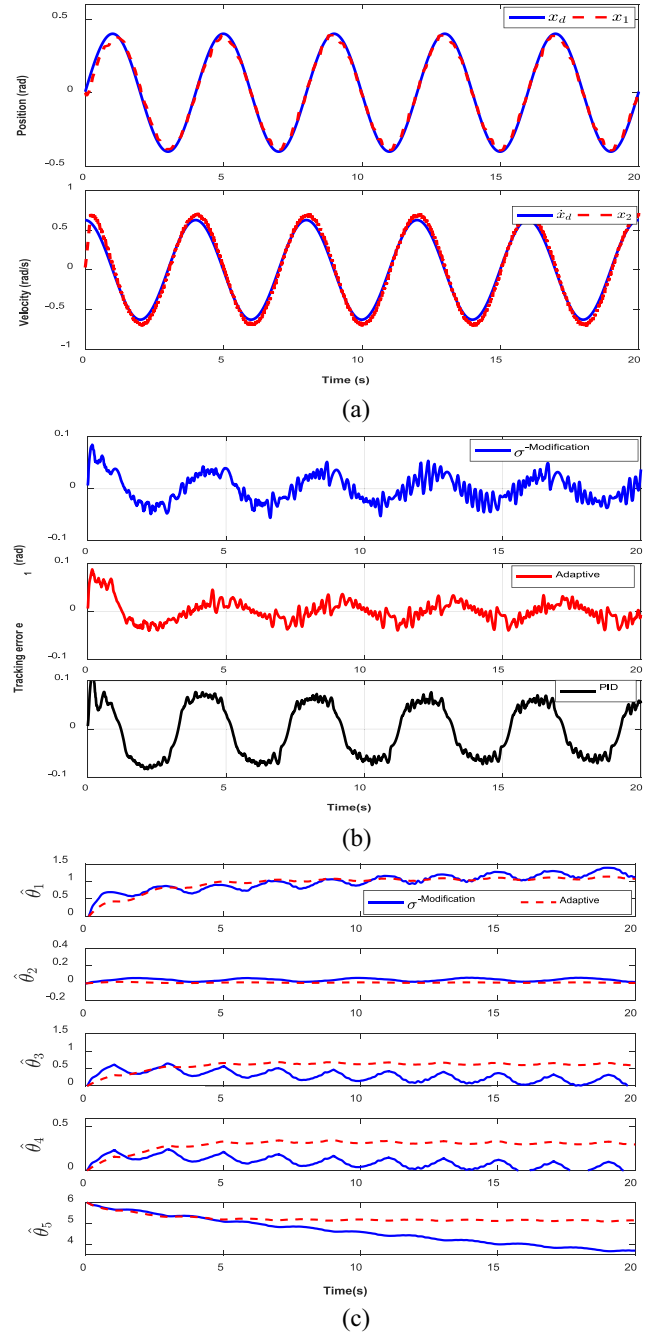 0.5
x_d x_1
Position (rad)
0
-0.5
0 5 10 15 20
1
ẋ_d x_2
0.5
Velocity (rad/s)
0
-0.5
-1
0 5 10 15 20
Time (s)
(a)
0.1
σ-Modification
0
-0.1
0 5 10 15 20
0.1
Adaptive
0
-0.1
0 5 10 15 20
Tracking error e 1 (rad)
0.1
PID
0
-0.1
0 5 10 15 20
Time(s)
(b)
1.5
1
θ̂_1
0.5
σ-Modification Adaptive
0
0 5 10 15 20
0.4
0.2
θ̂_2
0
-0.2
0 5 10 15 20
1.5
1
θ̂_3
0.5
0
0 5 10 15 20
0.5
θ̂_4
0
0 5 10 15 20
6
5
θ̂_5
4
0 5 10 15 20
Time(s)
(c)